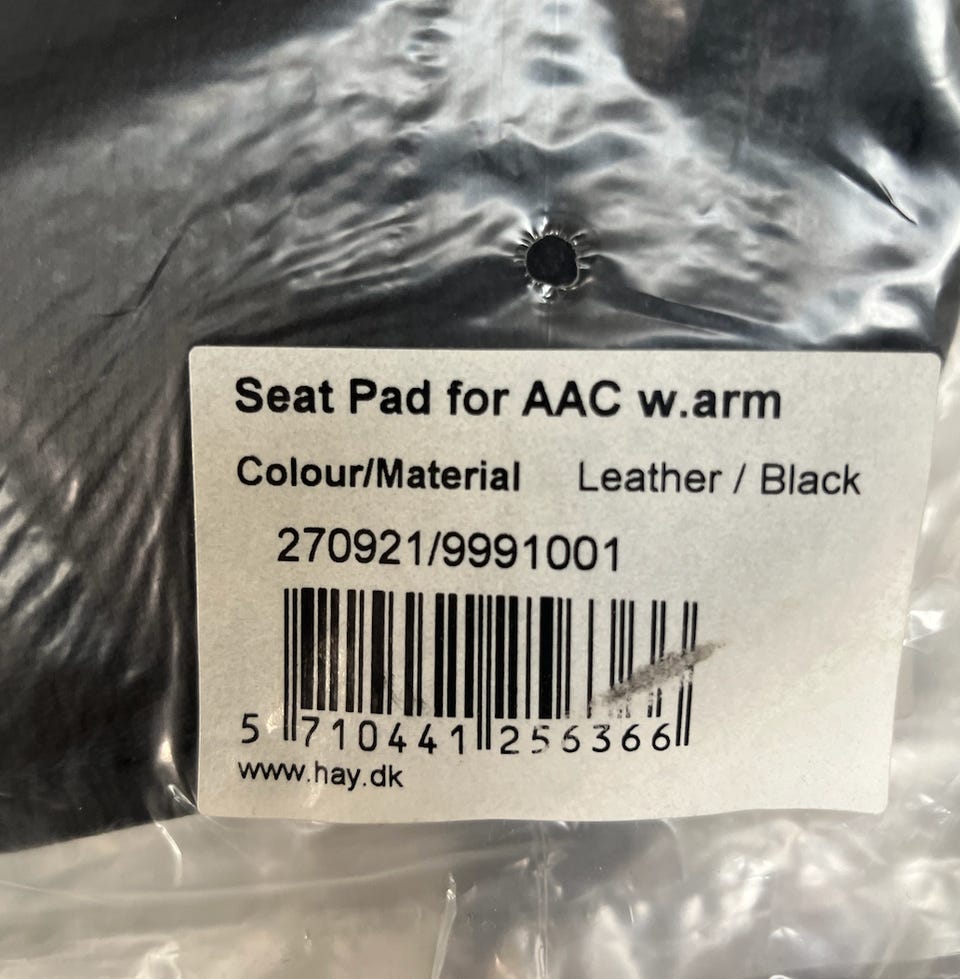 Seat Pad for AAC w.arm
Colour/Material Leather / Black
270921/9991001
5 710441 256366
www.hay.dk